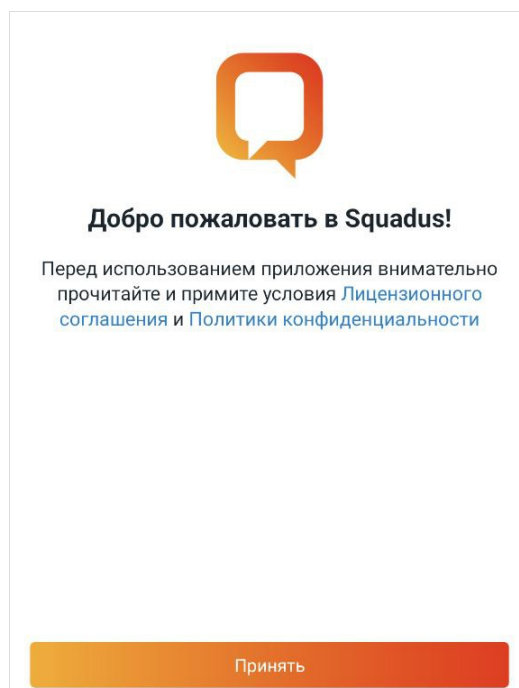 Добро пожаловать в Squadus!
Перед использованием приложения внимательно
прочитайте и примите условия Лицензионного
соглашения и Политики конфиденциальности
Принять